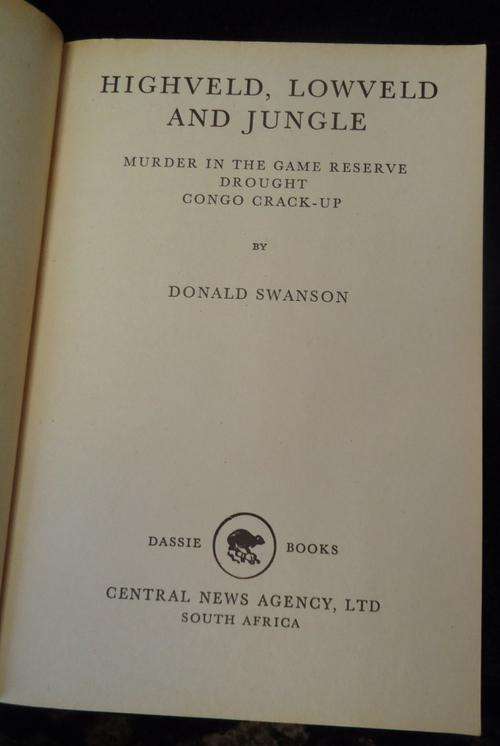 HIGHVELD, LOWVELD
AND JUNGLE
MURDER IN THE GAME RESERVE
DROUGHT
CONGO CRACK-UP
BY
DONALD SWANSON
DASSIE BOOKS
CENTRAL NEWS AGENCY, LTD
SOUTH AFRICA